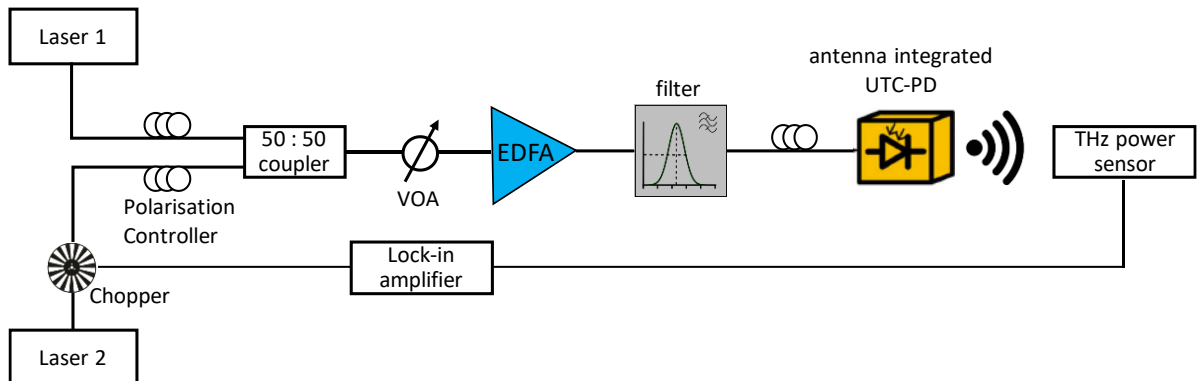 Laser 1
antenna integrated
UTC-PD
filter
50 : 50
coupler
EDFA
THz power
sensor
VOA
Polarisation
Controller
Lock-in
amplifier
Chopper
Laser 2